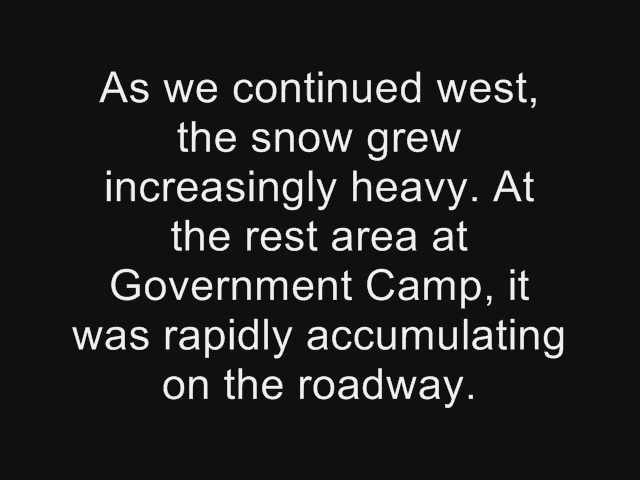 As we continued west,
the snow grew
increasingly heavy. At
the rest area at
Government Camp, it
was rapidly accumulating
on the roadway.